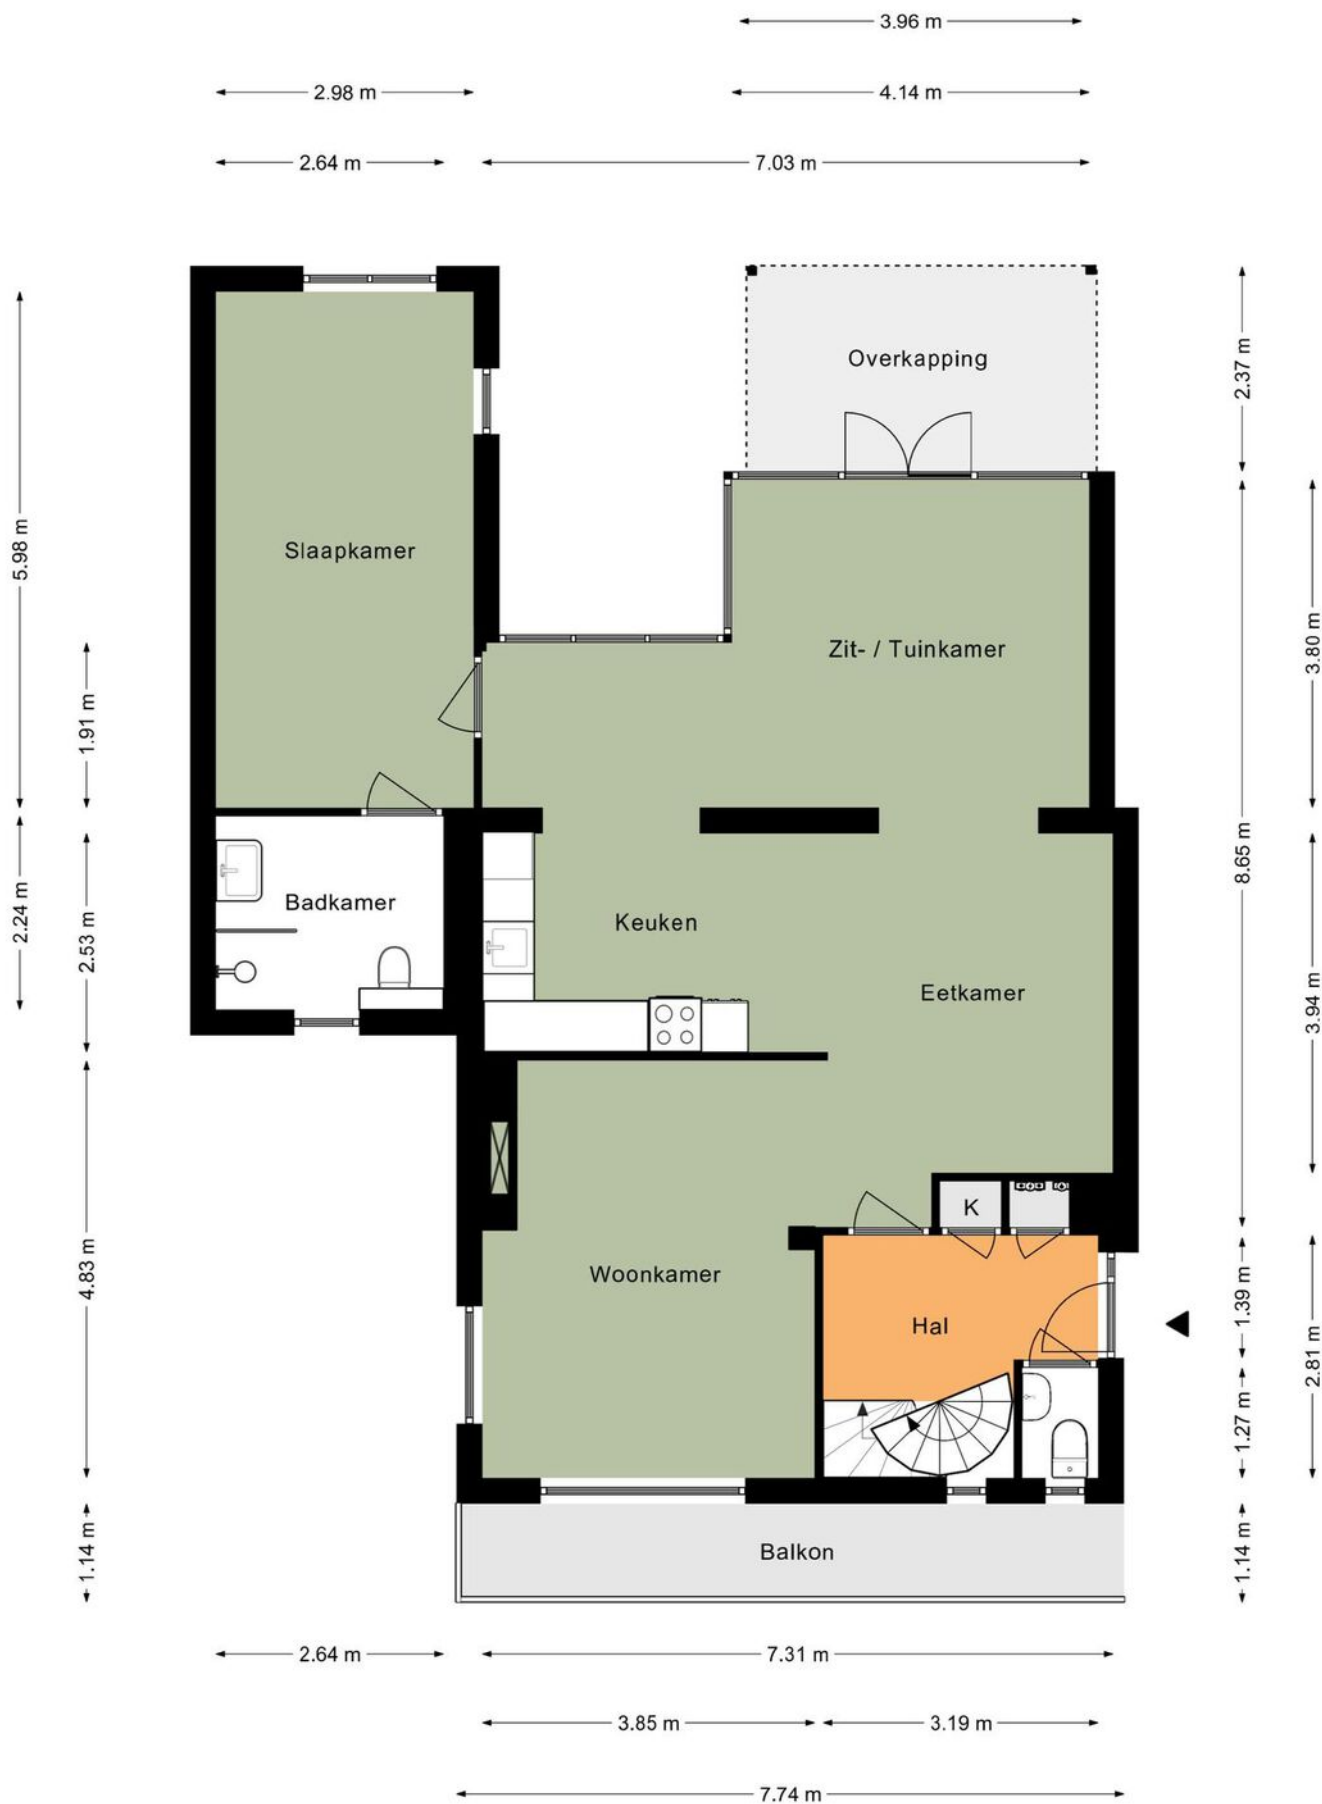 3.96 m
2.98 m
4.14 m
2.64 m
7.03 m
Overkapping
2.37 m
5.98 m
Slaapkamer
Zit- / Tuinkamer
3.80 m
1.91 m
8.65 m
Badkamer
Keuken
2.24 m
2.53 m
Eetkamer
3.94 m
K
Woonkamer
4.83 m
Hal
1.39 m
2.81 m
1.27 m
Balkon
1.14 m
1.14 m
2.64 m
7.31 m
3.85 m
3.19 m
7.74 m